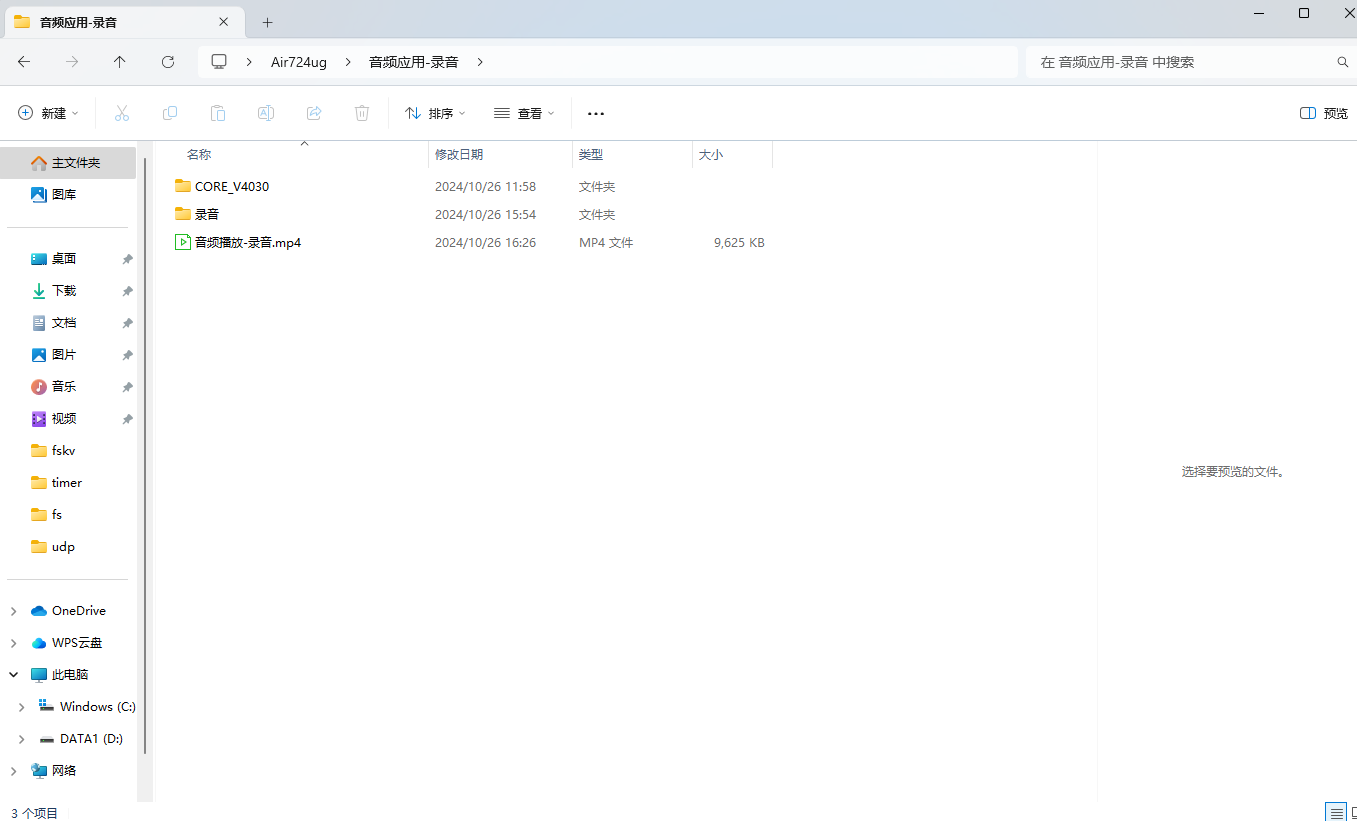 音频应用-录音
Air724ug 音频应用-录音 在 音频应用-录音 中搜索
新建 排序 查看 预览
主文件夹
图库
桌面
下载
文档
图片
音乐
视频
fskv
timer
fs
udp
OneDrive
WPS云盘
此电脑
Windows (C:)
DATA1 (D:)
网络
名称 修改日期 类型 大小
CORE_V4030 2024/10/26 11:58 文件夹
录音 2024/10/26 15:54 文件夹
音频播放-录音.mp4 2024/10/26 16:26 MP4 文件 9,625 KB
选择要预览的文件。
3 个项目